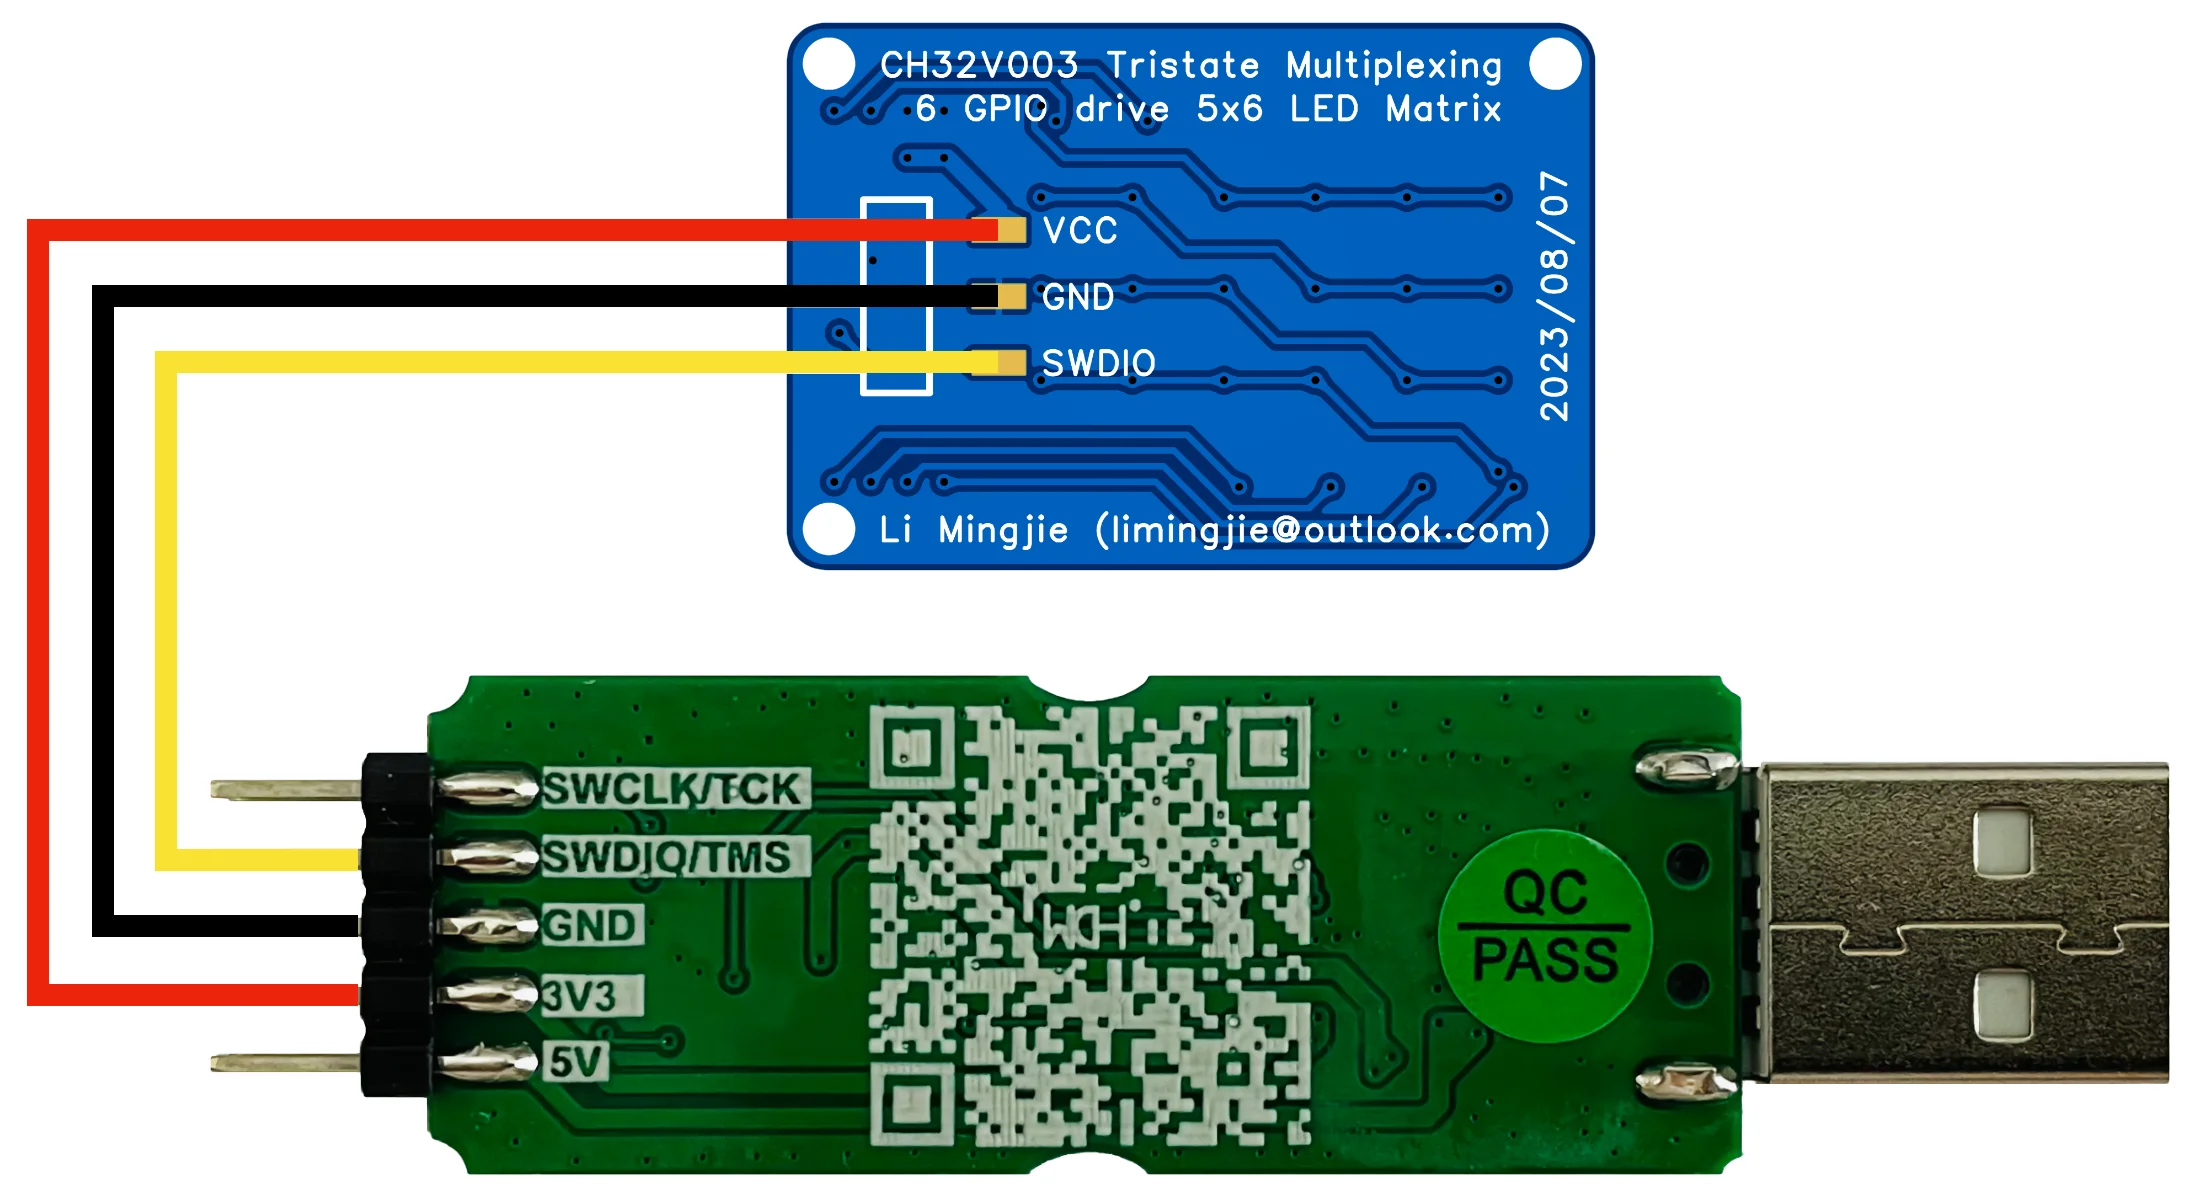 CH32V003 Tristate Multiplexing
6 GPIO drive 5x6 LED Matrix
VCC
GND
SWDIO
2023/08/07
Li Mingjie (limingjie@outlook.com)
SWCLK/TCK
SWDIO/TMS
GND
3V3
5V
WCH
QC
PASS